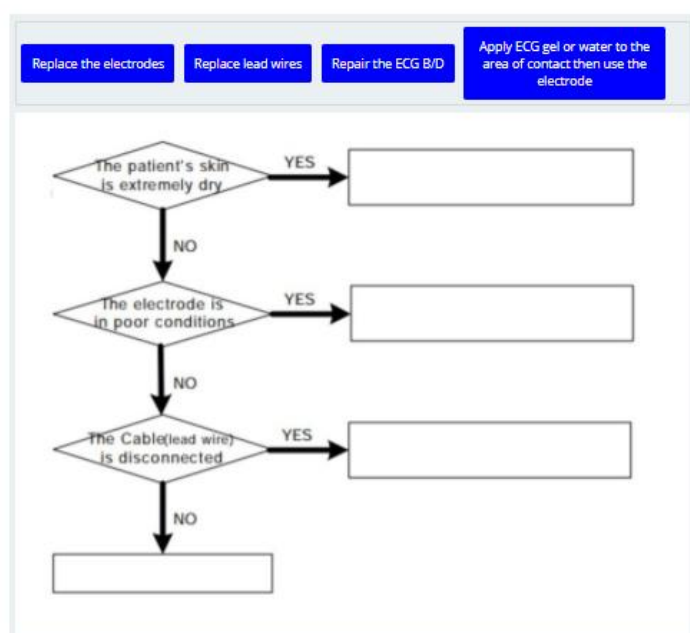 Replace the electrodes
Replace lead wires
Repair the ECG B/D
Apply ECG gel or water to the
area of contact then use the
electrode
The patient's skin
is extremely dry
YES
NO
The electrode is
in poor conditions
YES
NO
The Cable(lead wire)
is disconnected
YES
NO